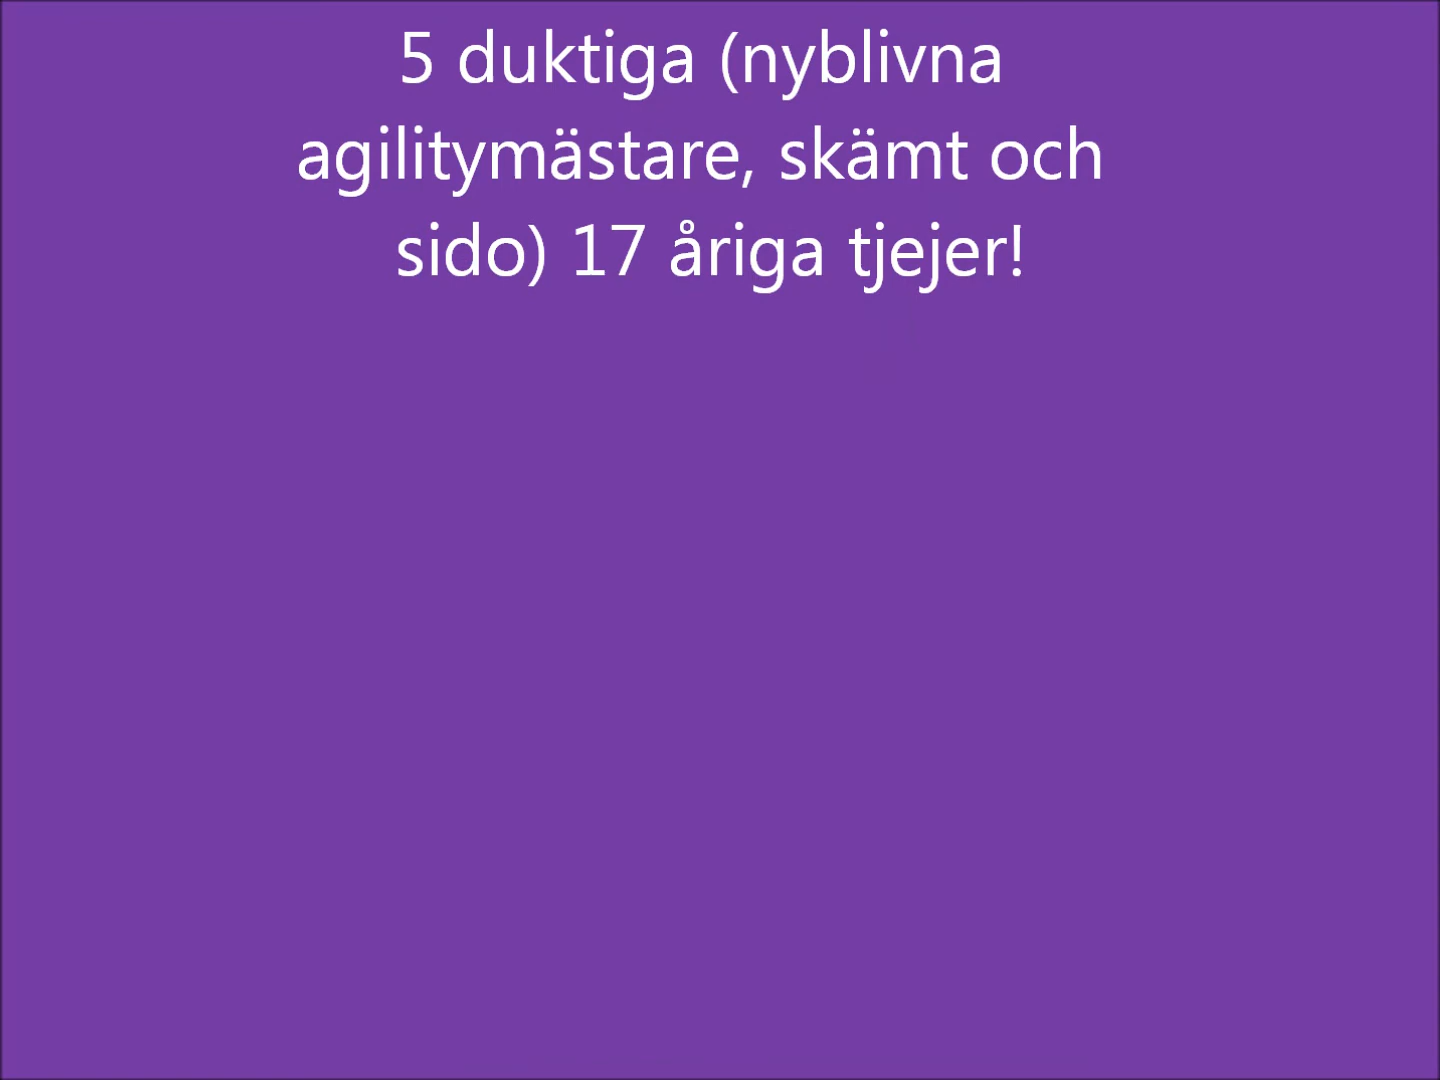 5 duktiga (nyblivna
agilitymästare, skämt och
sido) 17 åriga tjejer!